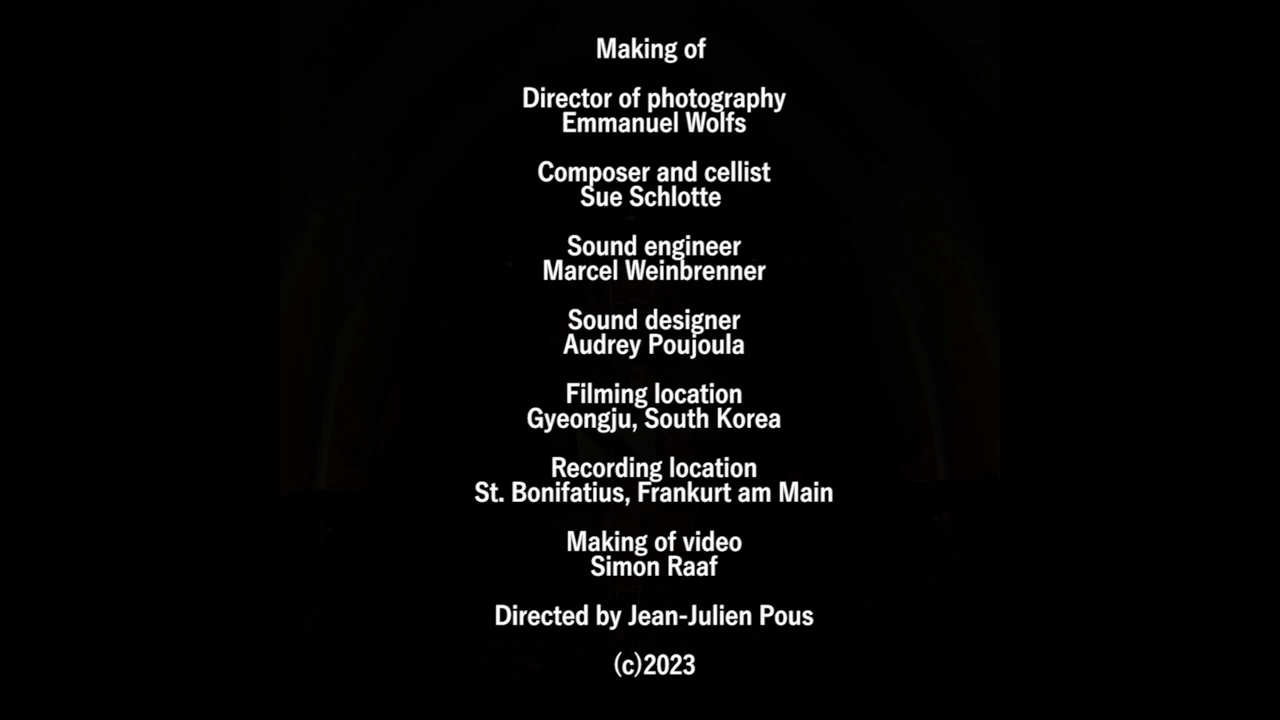 Making of
Director of photography
Emmanuel Wolfs
Composer and cellist
Sue Schlotte
Sound engineer
Marcel Weinbrenner
Sound designer
Audrey Poujoula
Filming location
Gyeongju, South Korea
Recording location
St. Bonifatius, Frankurt am Main
Making of video
Simon Raaf
Directed by Jean-Julien Pous
(c)2023